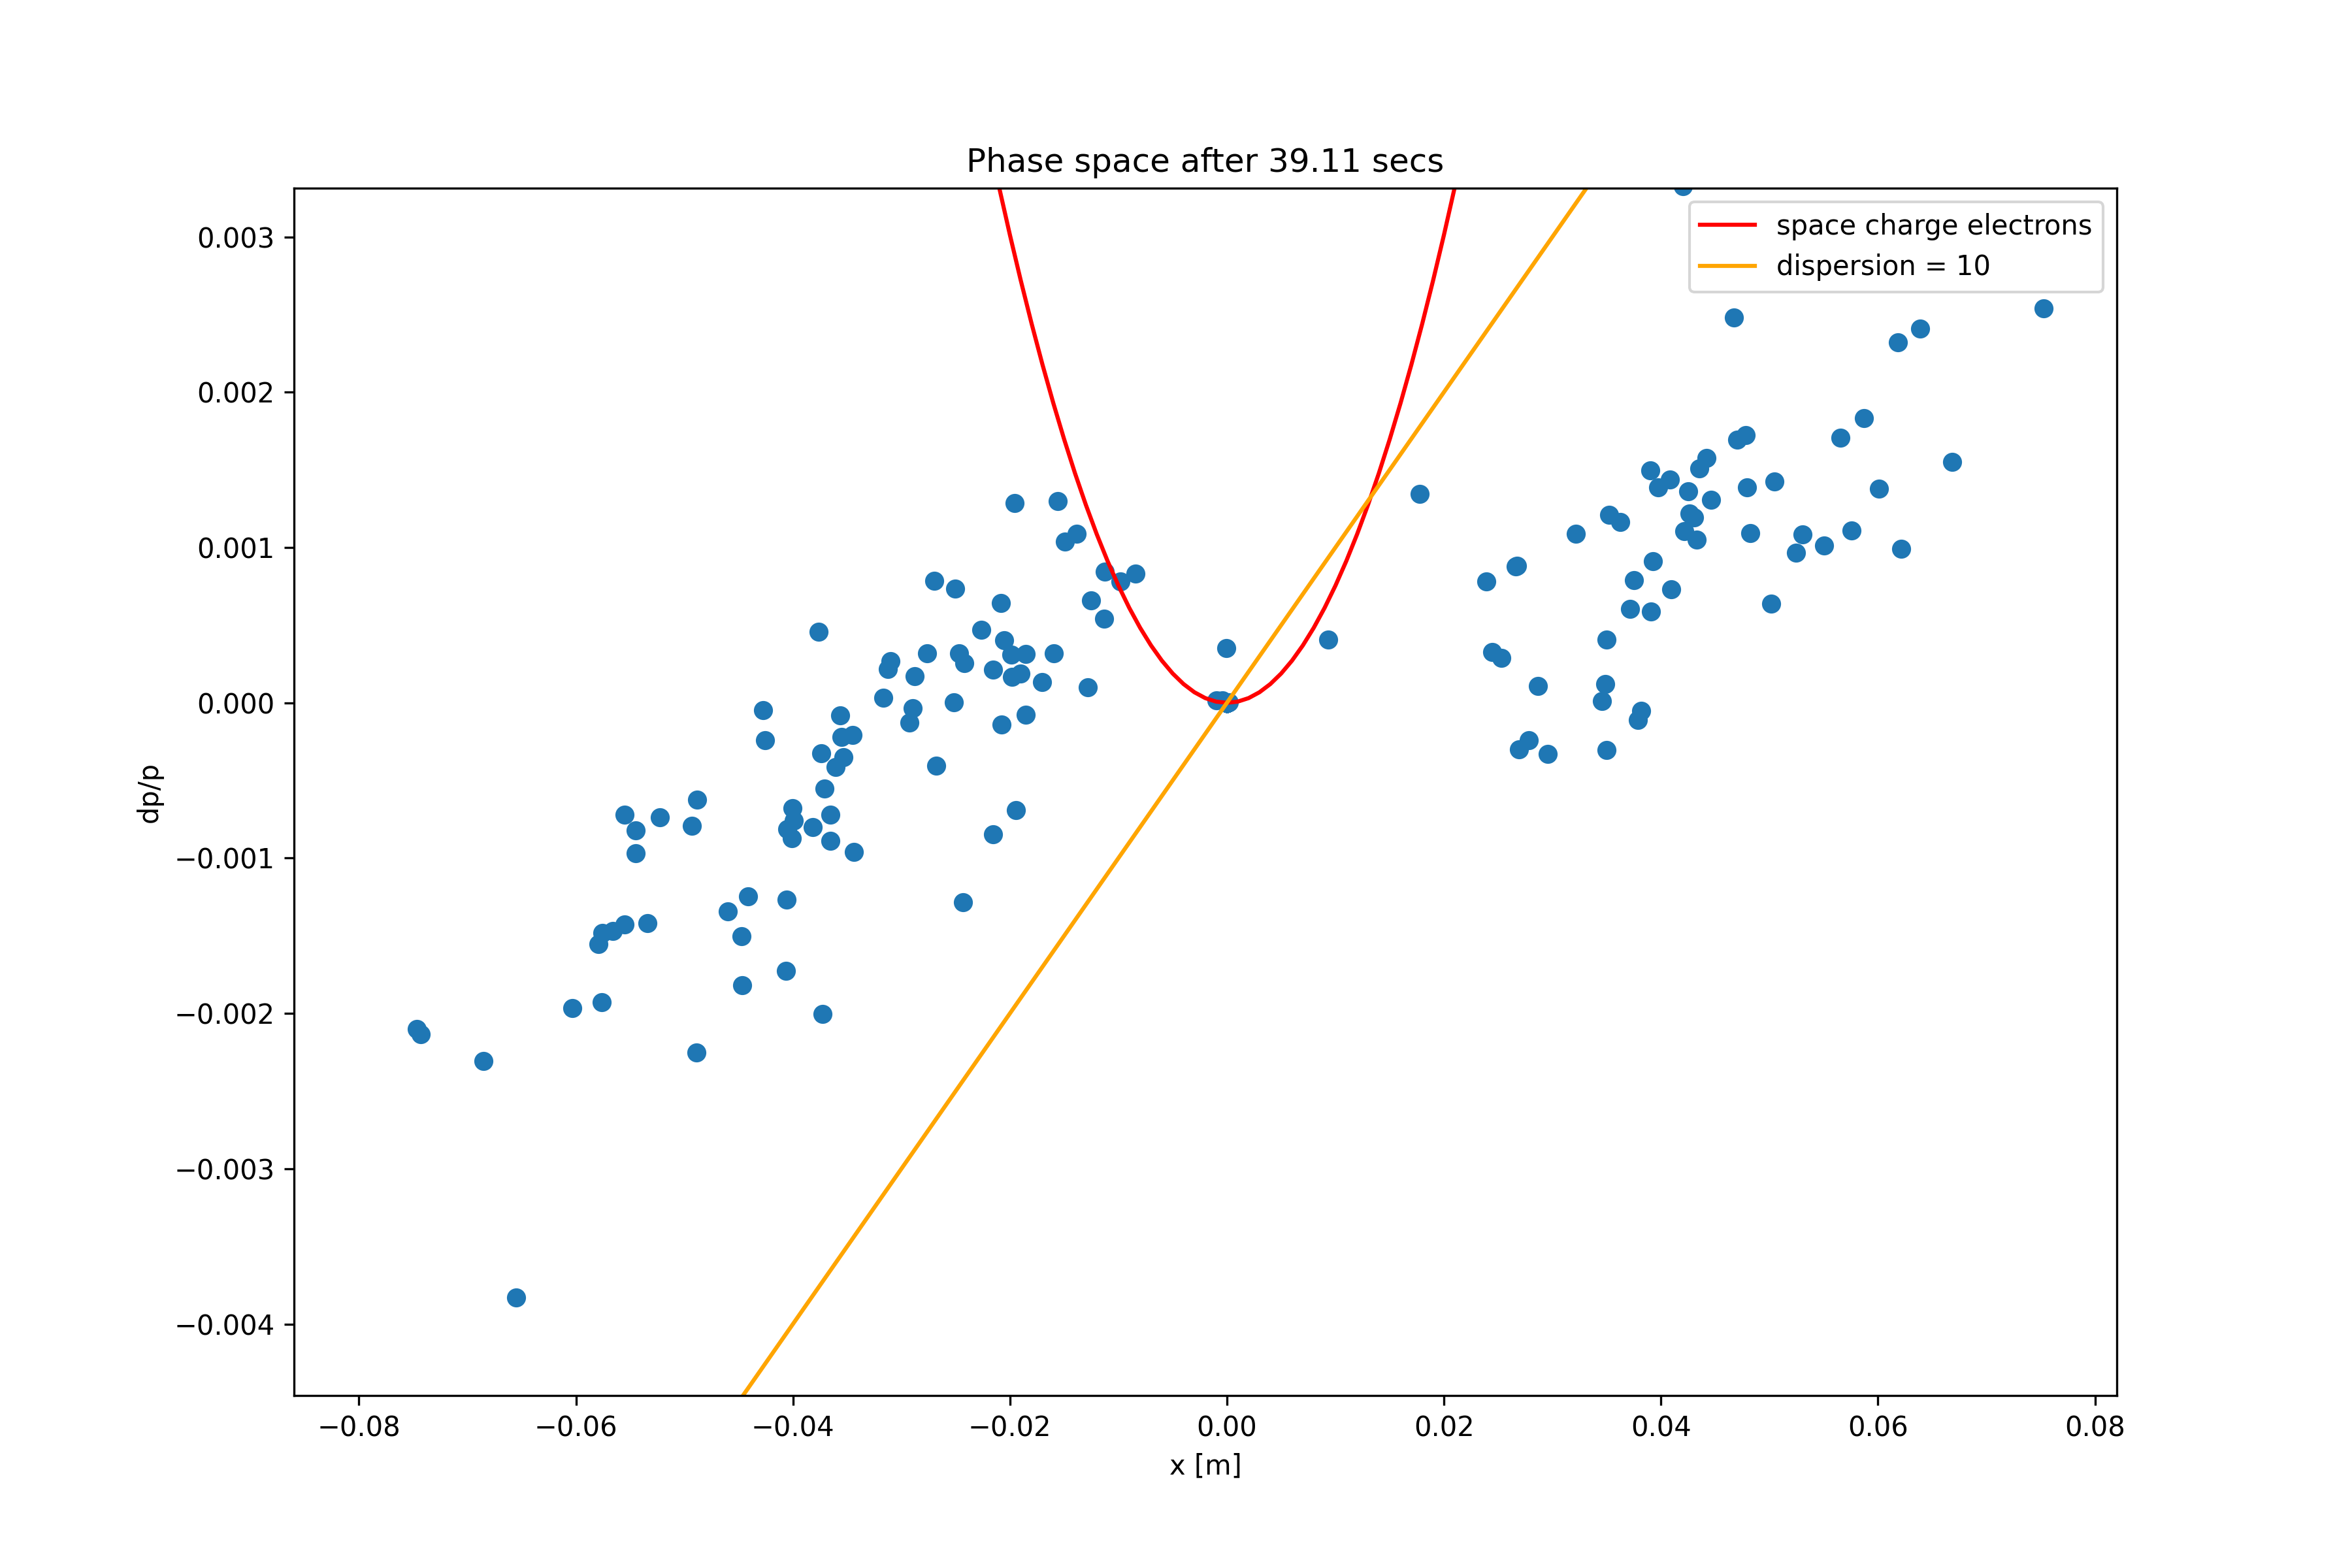 Phase space after 39.11 secs
space charge electrons
dispersion = 10
0.003
0.002
0.001
0.000
−0.001
−0.002
−0.003
−0.004
dp/p
−0.08 −0.06 −0.04 −0.02 0.00 0.02 0.04 0.06 0.08
x [m]